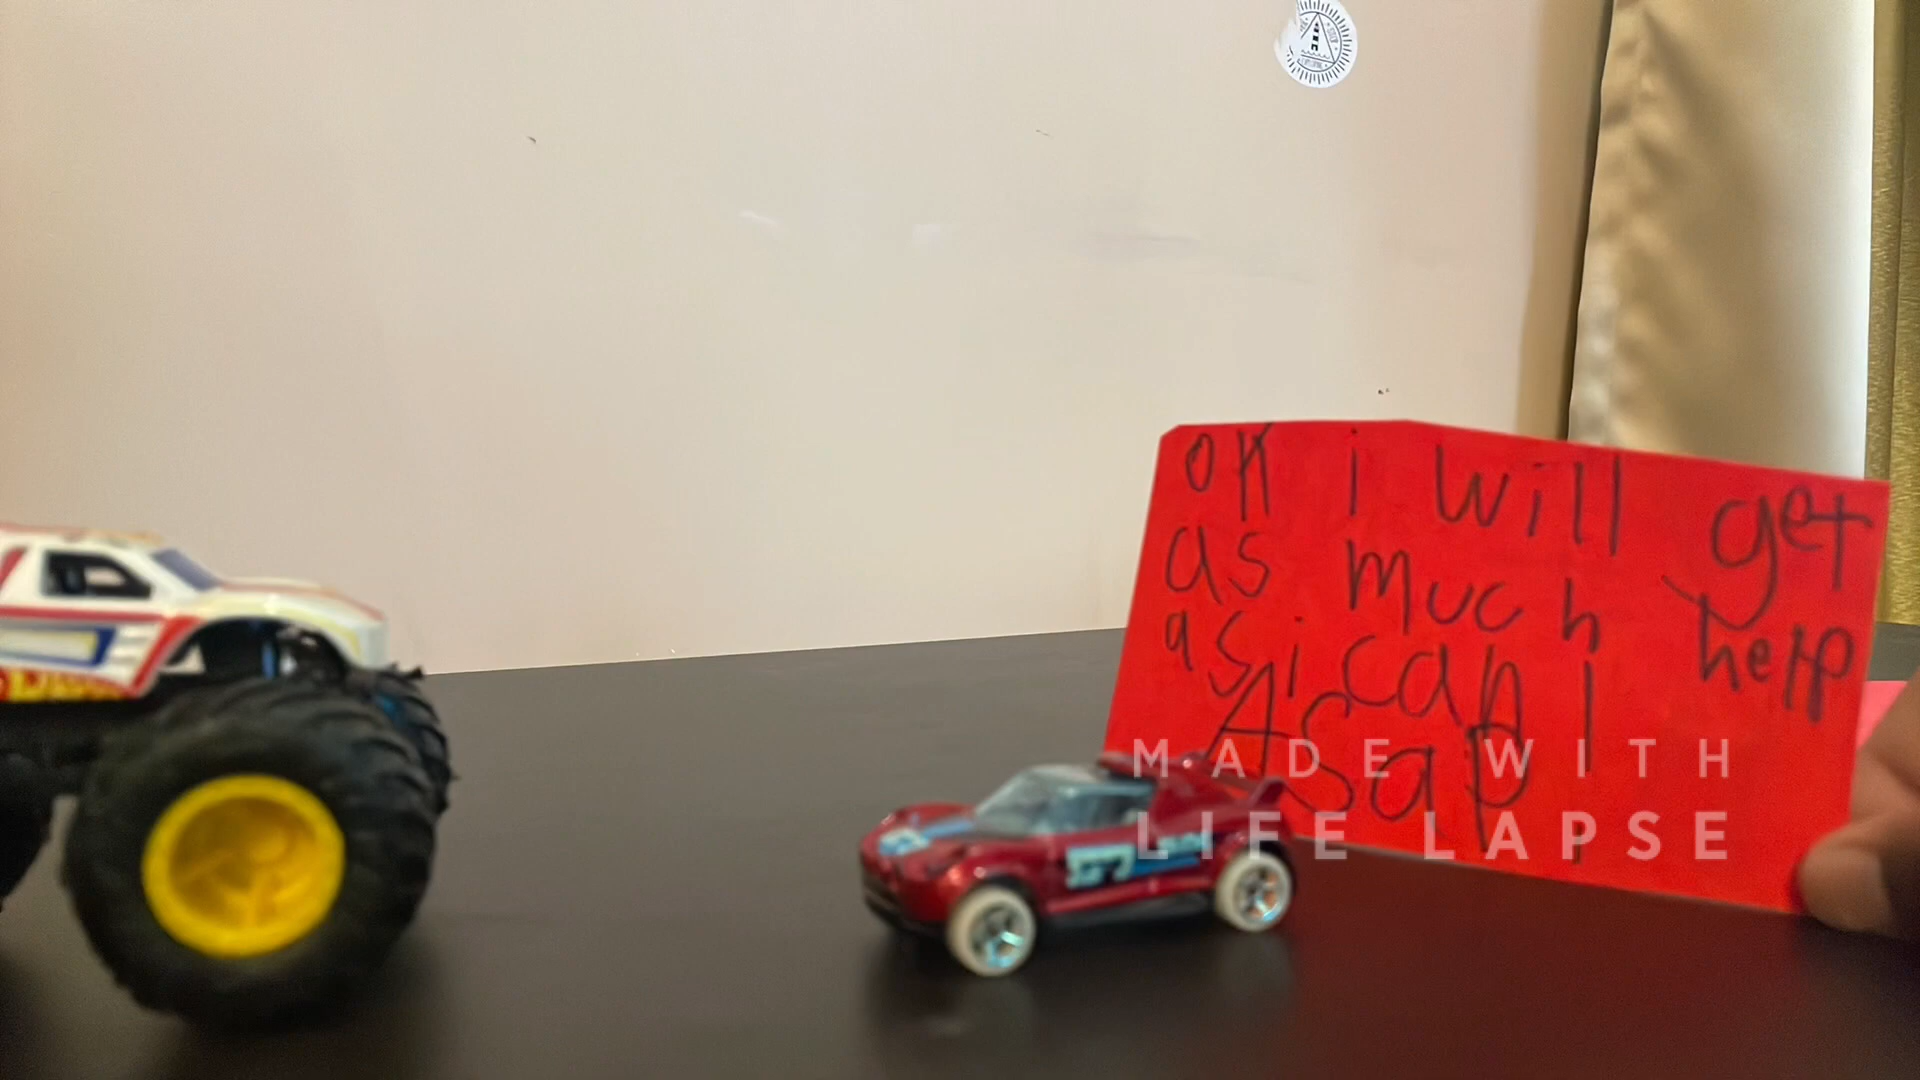 oK i will get
as much help
as i can
ASap!
MADE WITH
LIFE LAPSE